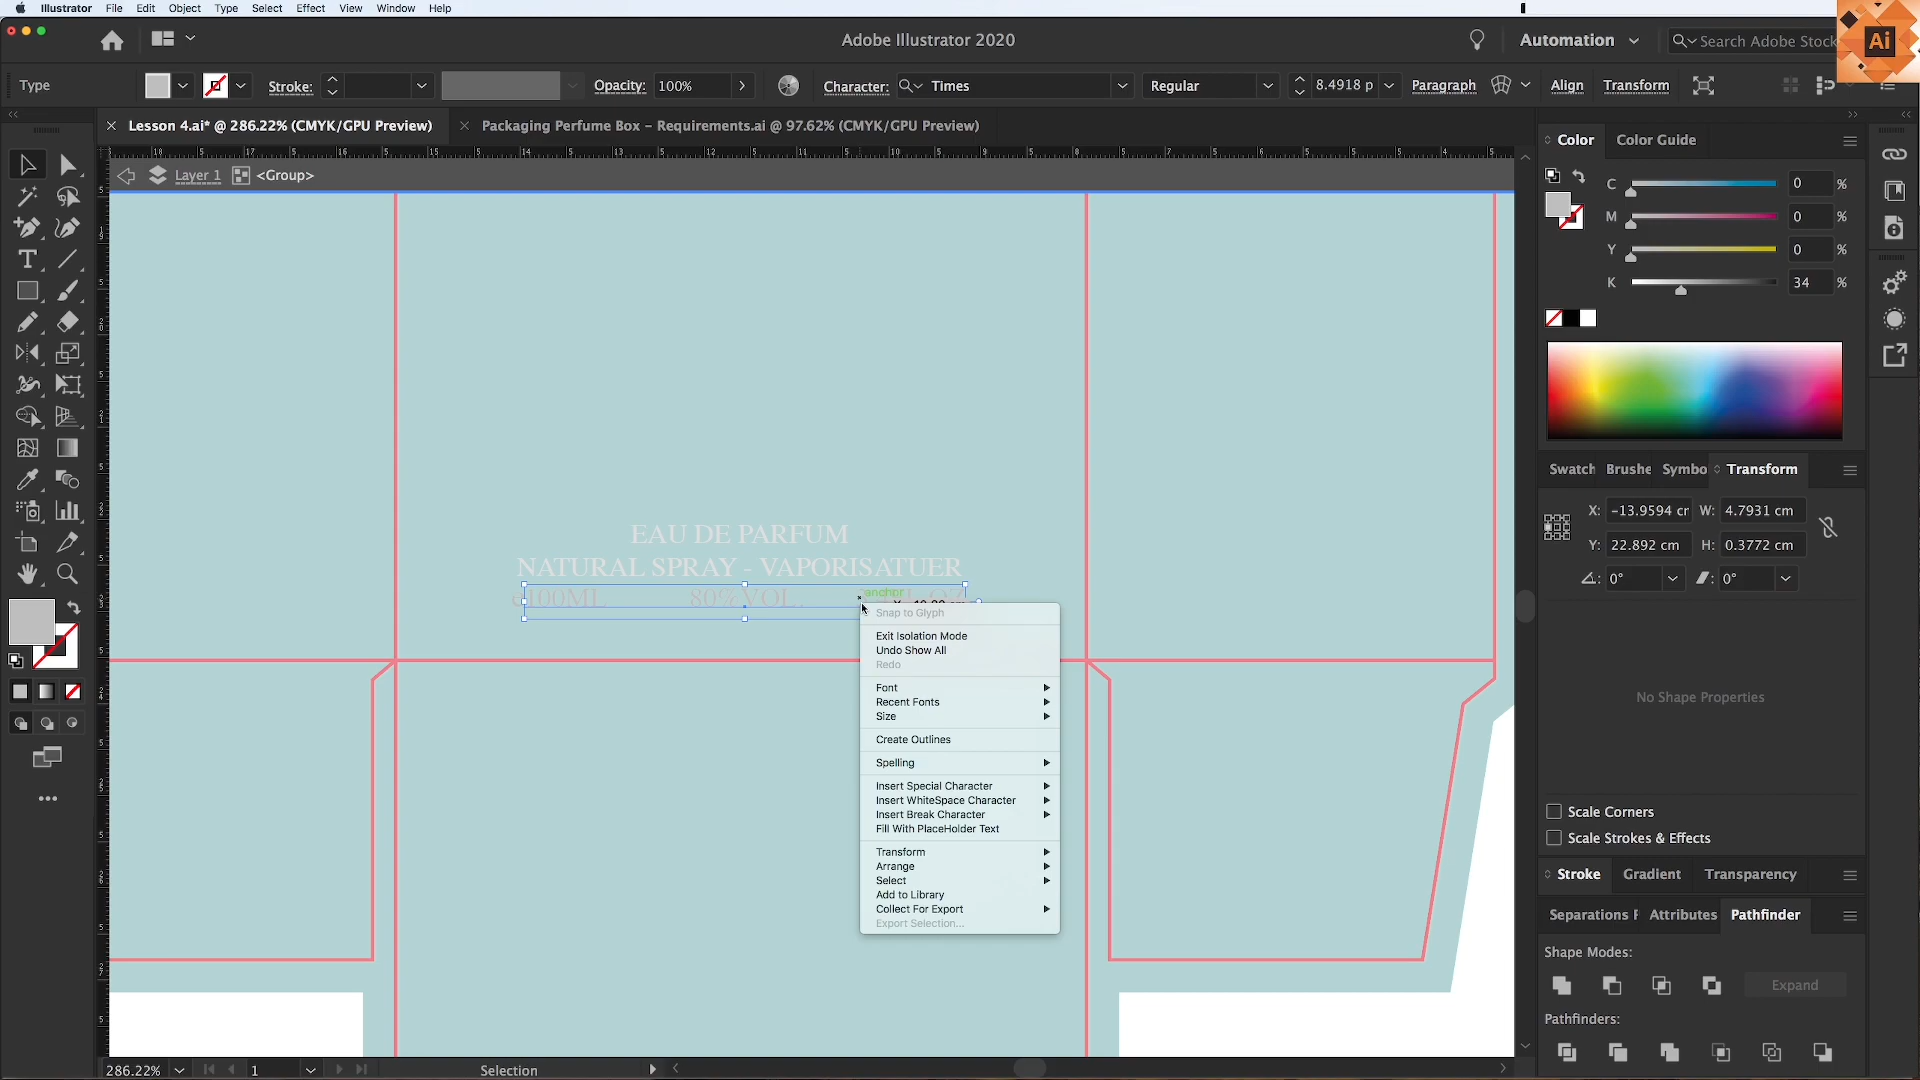 Illustrator File Edit Object Type Select Effect View Window Help
Adobe Illustrator 2020
Automation
Search Adobe Stock
Ai
Type
Stroke:
Opacity: 100%
Character: Times
Regular
8.4918 p
Paragraph
Align
Transform
Lesson 4.ai* @ 286.22% (CMYK/GPU Preview)
Packaging Perfume Box – Requirements.ai @ 97.62% (CMYK/GPU Preview)
Layer 1 <Group>
EAU DE PARFUM
NATURAL SPRAY - VAPORISATUER
e100ML 80%VOL.
anchor
Snap to Glyph
Exit Isolation Mode
Undo Show All
Redo
Font
Recent Fonts
Size
Create Outlines
Spelling
Insert Special Character
Insert WhiteSpace Character
Insert Break Character
Fill With PlaceHolder Text
Transform
Arrange
Select
Add to Library
Collect For Export
Export Selection...
Color Color Guide
C 0 %
M 0 %
Y 0 %
K 34 %
Swatch Brushe Symbo Transform
X: -13.9594 cr W: 4.7931 cm
Y: 22.892 cm H: 0.3772 cm
0° 0°
No Shape Properties
Scale Corners
Scale Strokes & Effects
Stroke Gradient Transparency
Separations Attributes Pathfinder
Shape Modes:
Expand
Pathfinders:
286.22% 1 Selection